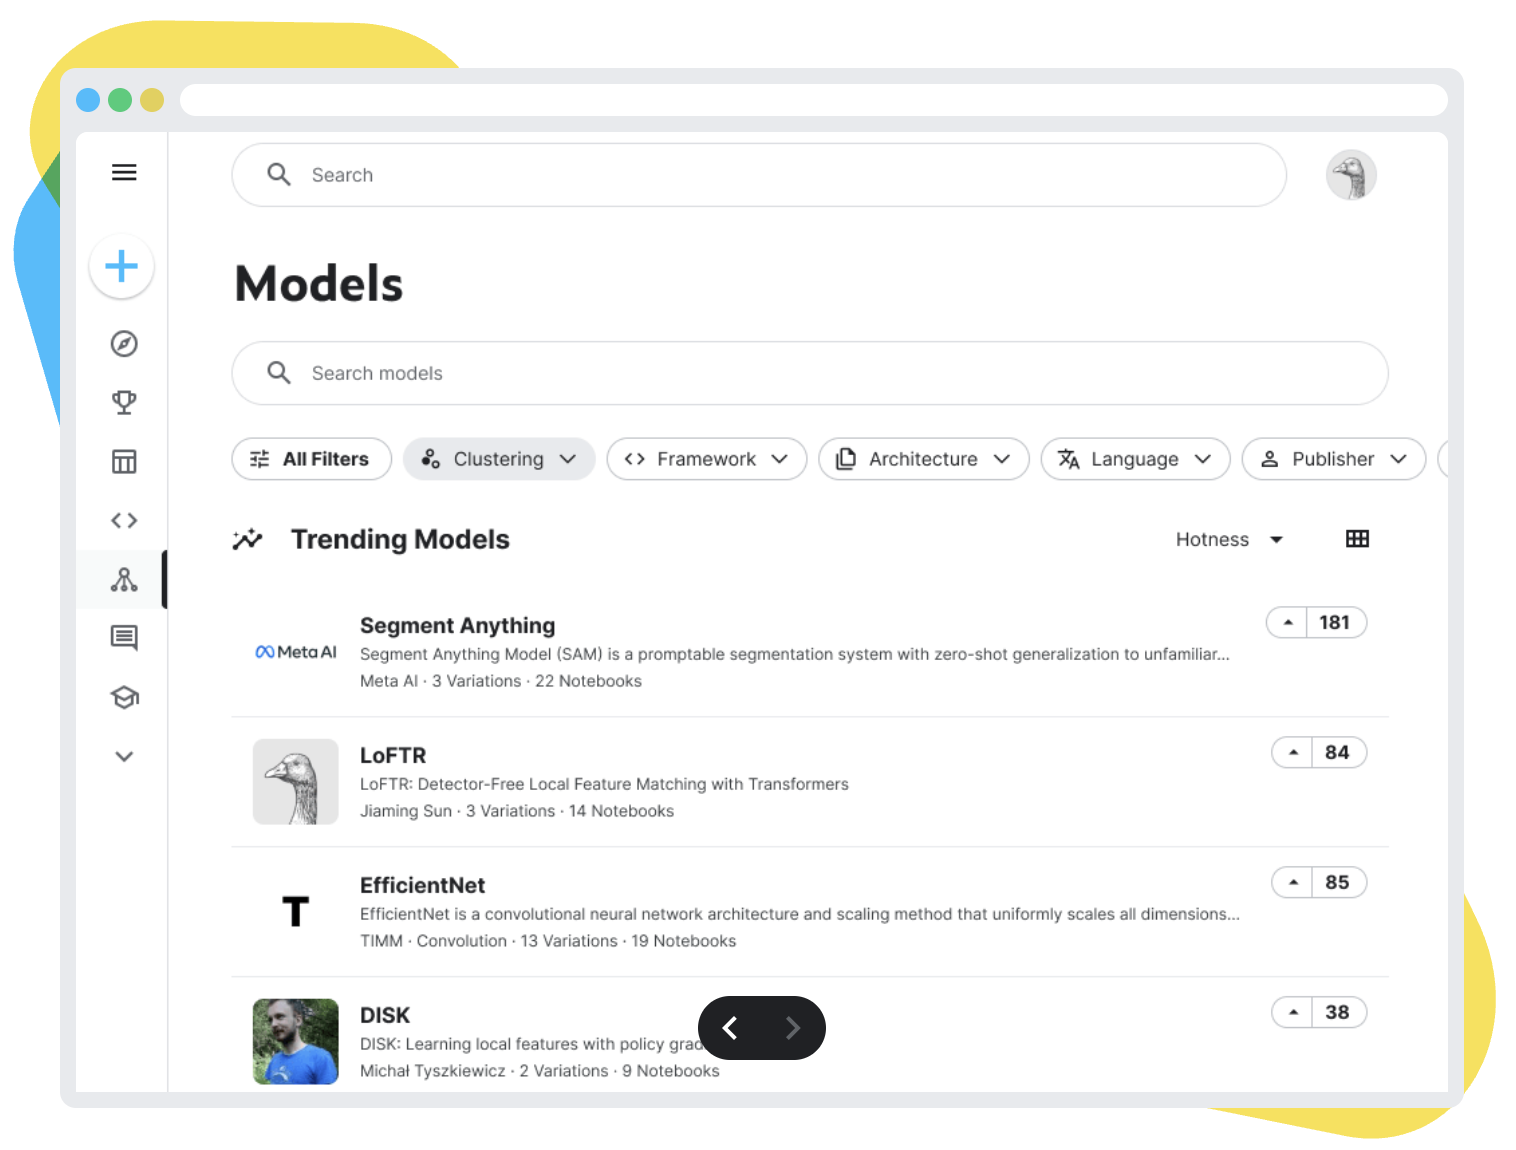 Search
Models
Search models
All Filters Clustering Framework Architecture Language Publisher
Trending Models Hotness
Meta AI
Segment Anything 181
Segment Anything Model (SAM) is a promptable segmentation system with zero-shot generalization to unfamiliar...
Meta AI · 3 Variations · 22 Notebooks
LoFTR 84
LoFTR: Detector-Free Local Feature Matching with Transformers
Jiaming Sun · 3 Variations · 14 Notebooks
T
EfficientNet 85
EfficientNet is a convolutional neural network architecture and scaling method that uniformly scales all dimensions...
TIMM · Convolution · 13 Variations · 19 Notebooks
DISK 38
DISK: Learning local features with policy grad
Michał Tyszkiewicz · 2 Variations · 9 Notebooks